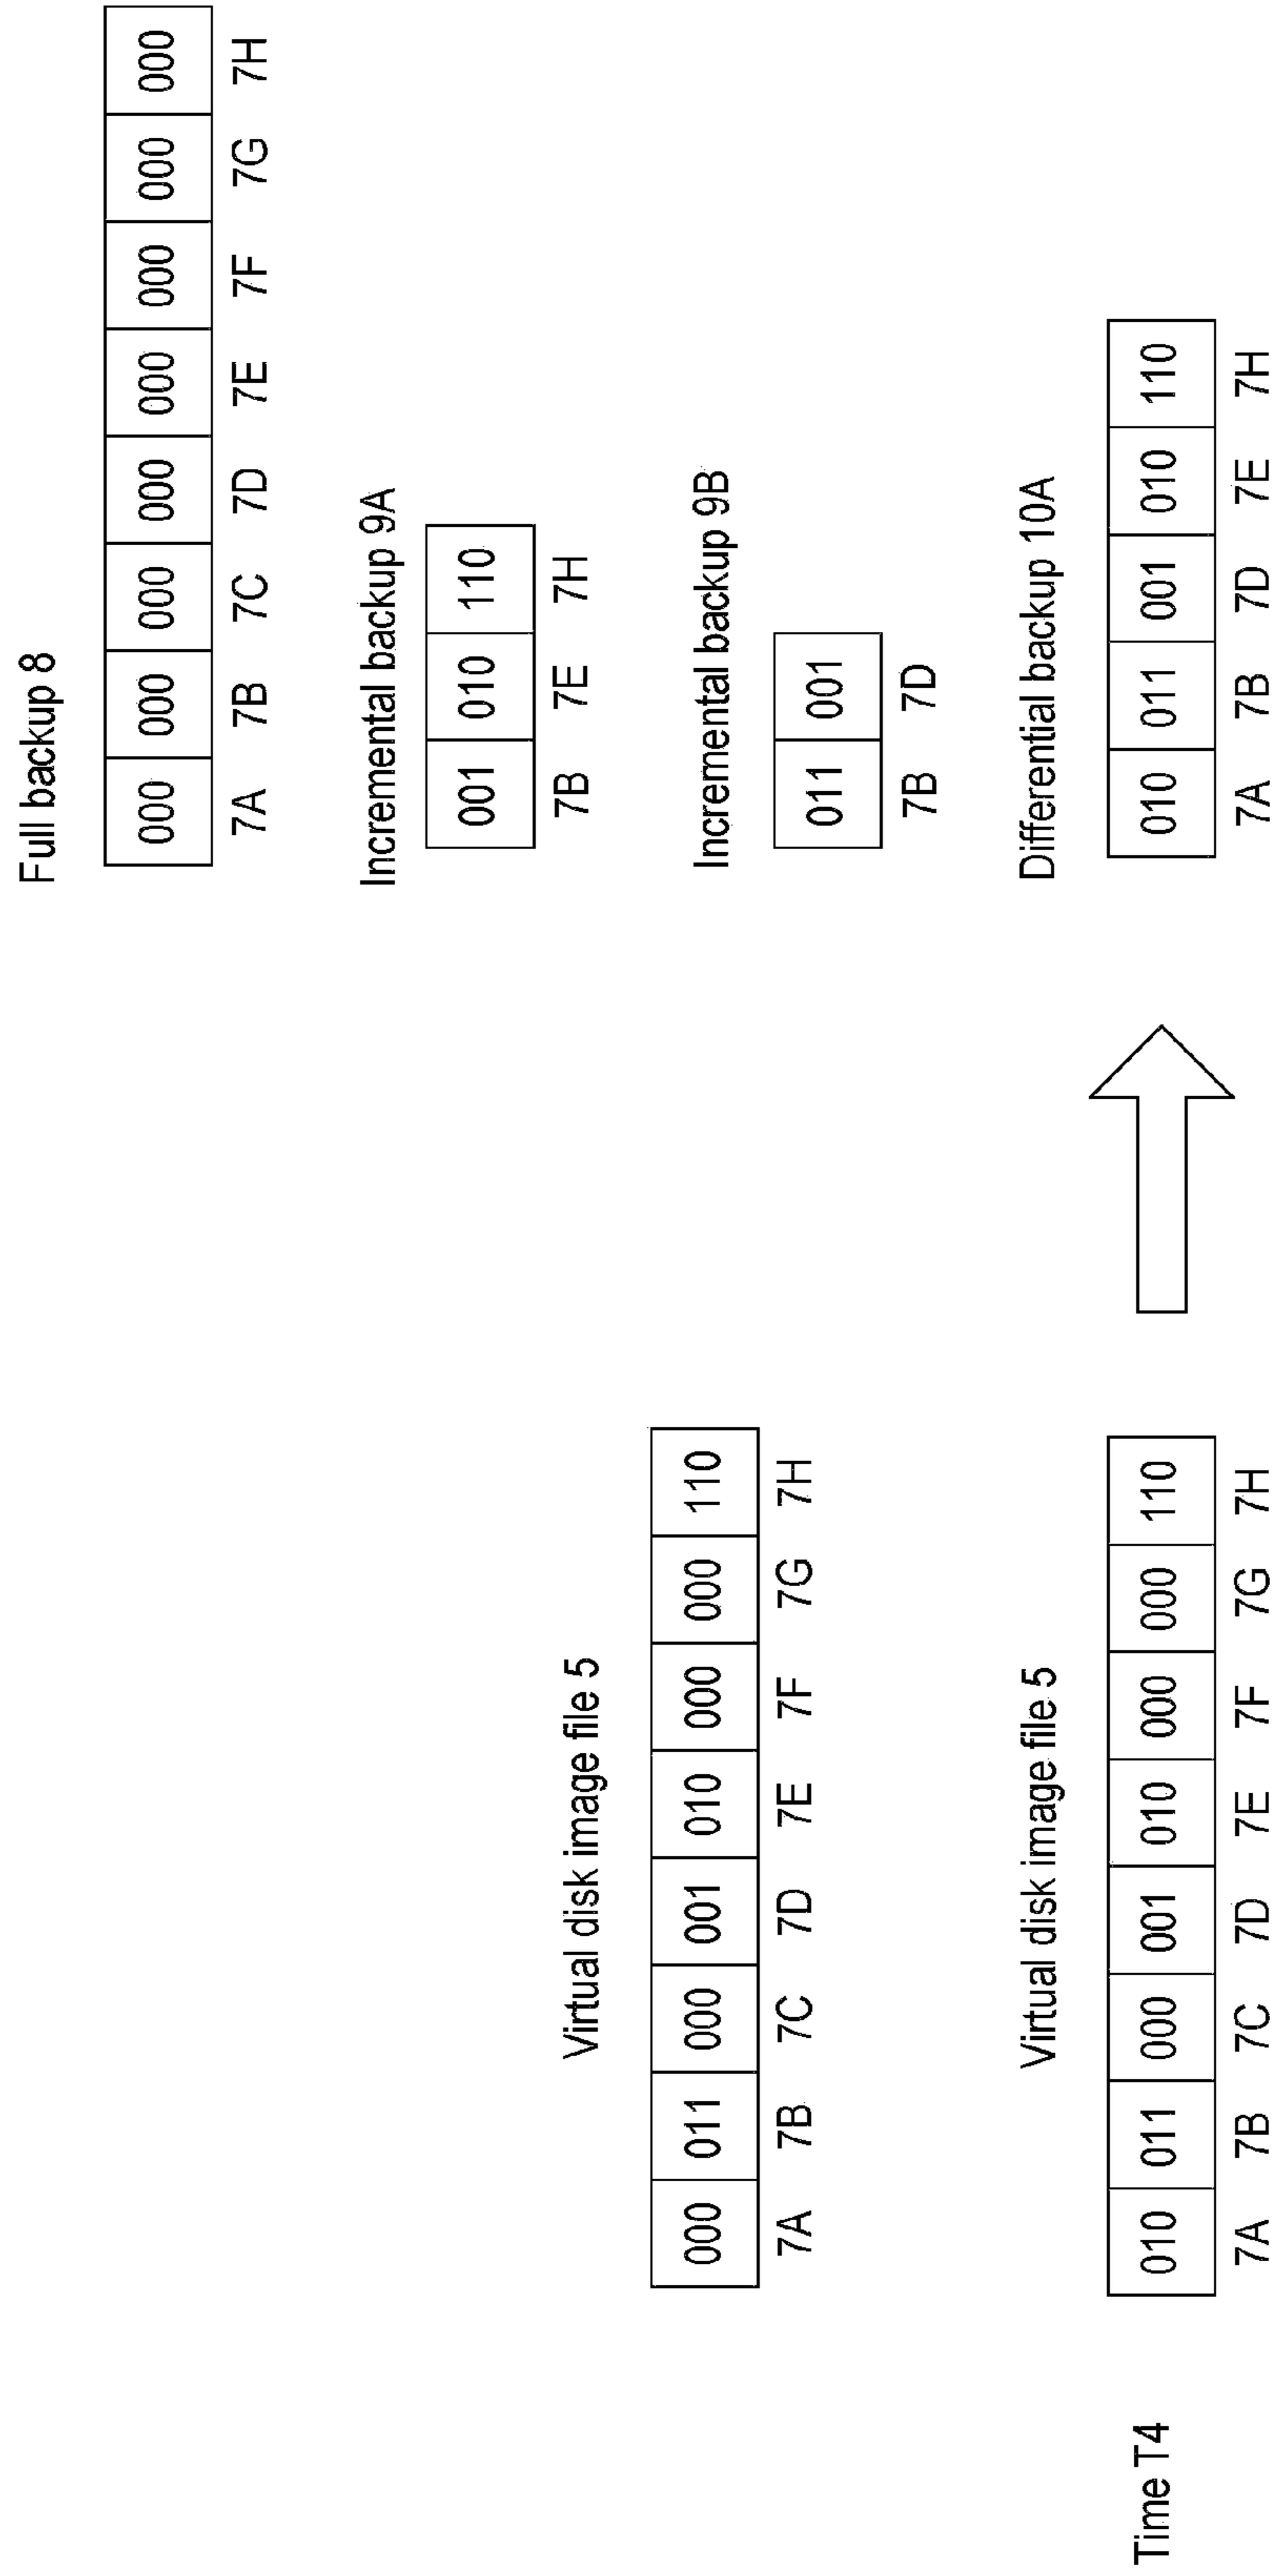 Full backup 8
000 000 000 000 000 000 000 000
7A 7B 7C 7D 7E 7F 7G 7H
Incremental backup 9A
001 010 110
7B 7E 7H
Virtual disk image file 5
000 011 000 001 010 000 000 110
7A 7B 7C 7D 7E 7F 7G 7H
Incremental backup 9B
011 001
7B 7D
Virtual disk image file 5
Differential backup 10A
Time T4
010 011 000 001 010 000 000 110
010 011 001 010 110
7A 7B 7C 7D 7E 7F 7G 7H
7A 7B 7D 7E 7H